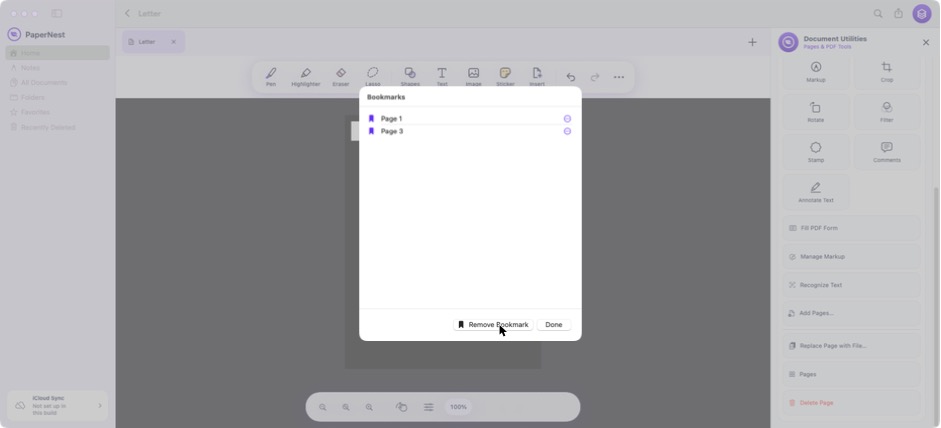 Letter
PaperNest
Home
Notes
All Documents
Folders
Favorites
Recently Deleted
iCloud Sync
Not set up in
this build.
Letter
Pen
Highlighter
Eraser
Lasso
Shapes
Text
Image
Sticker
Insert
Bookmarks
Page 1
Page 3
Remove Bookmark
Done
100%
Document Utilities
Pages & PDF Tools
Markup
Crop
Rotate
Filter
Stamp
Comments
Annotate Text
Fill PDF Form
Manage Markup
Recognize Text
Add Pages...
Replace Page with File...
Pages
Delete Page